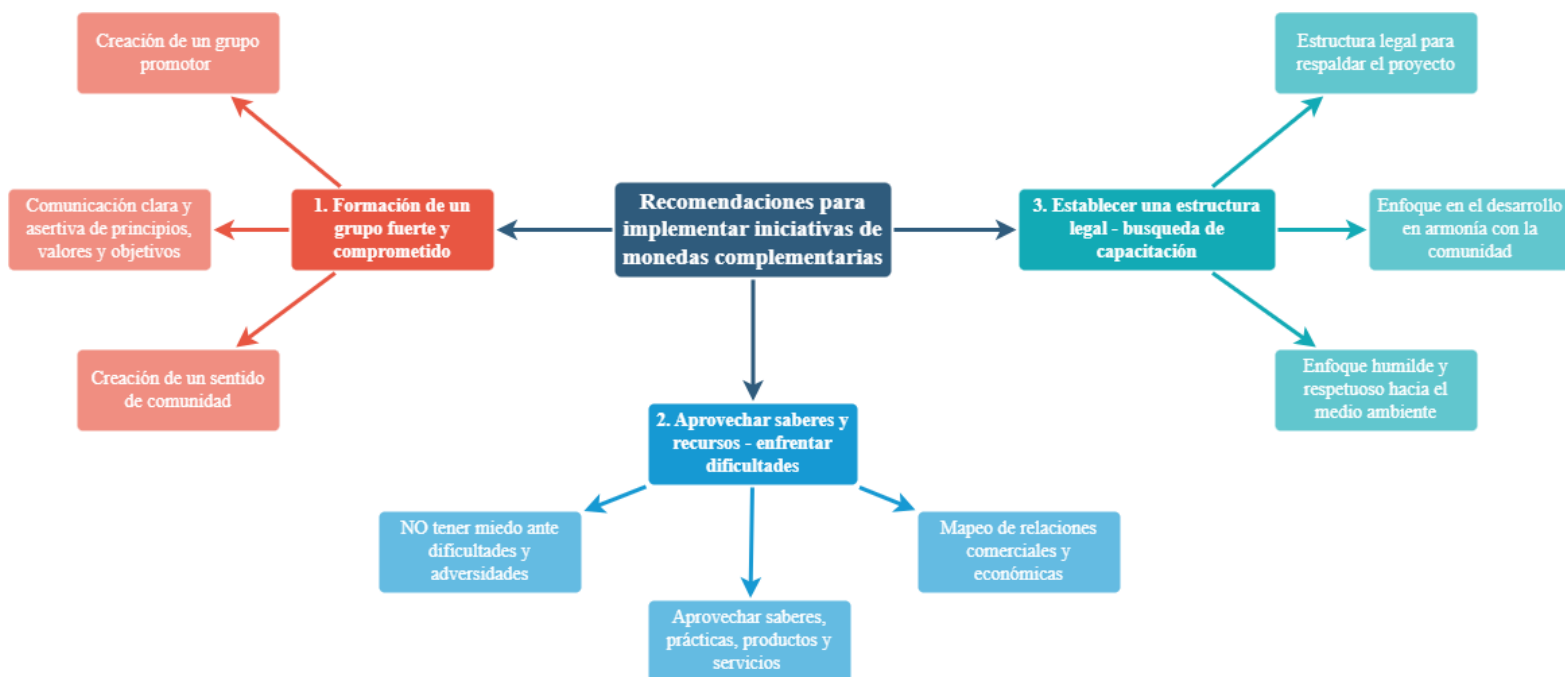 Recomendaciones para
implementar iniciativas de
monedas complementarias
1. Formación de un
grupo fuerte y
comprometido
Creación de un grupo
promotor
Comunicación clara y
asertiva de principios,
valores y objetivos
Creación de un sentido
de comunidad
2. Aprovechar saberes y
recursos - enfrentar
dificultades
NO tener miedo ante
dificultades y
adversidades
Aprovechar saberes,
prácticas, productos y
servicios
Mapeo de relaciones
comerciales y
económicas
3. Establecer una estructura
legal - busqueda de
capacitación
Estructura legal para
respaldar el proyecto
Enfoque en el desarrollo
en armonía con la
comunidad
Enfoque humilde y
respetuoso hacia el
medio ambiente